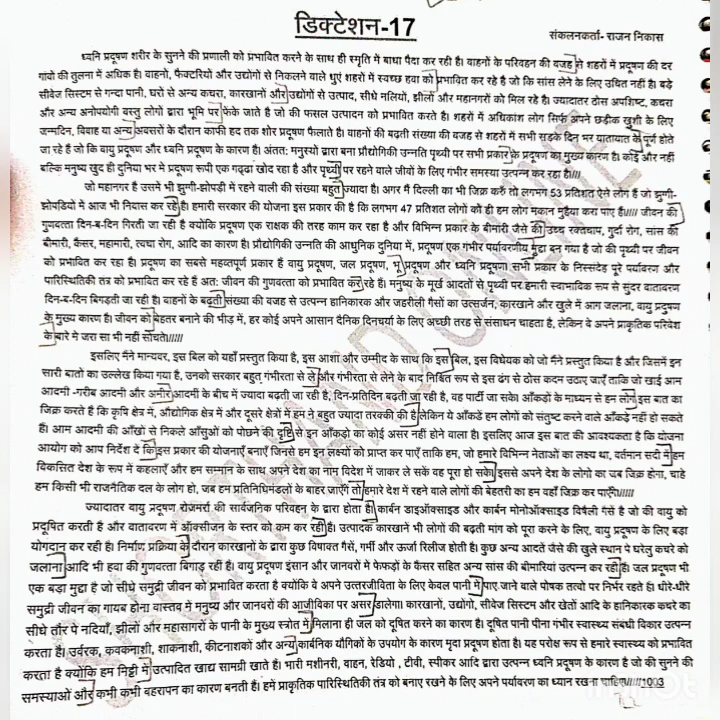 डिक्टेशन-17
संकलनकर्ता- राजन निकास
ध्वनि प्रदूषण शरीर के सुनने की प्रणाली को प्रभावित करने के साथ ही स्मृति में बाधा पैदा कर रही है। वाहनों के परिवहन की वजह से शहरों में प्रदूषण की दर
गांवों की तुलना में अधिक है। वाहनो, फैक्टरियों और उद्योगों से निकलने वाले धुएं शहरों में स्वच्छ हवा को प्रभावित कर रहे है जो कि सांस लेने के लिए उचित नहीं है। बड़े
सीवेज सिस्टम से गन्दा पानी, घरों से अन्य कचरा, कारखानों और उद्योगों से उत्पाद, सीधे नलियों, झीलों और महानगरों को मिल रहे है। ज्यादातर ठोस अपशिष्ट, कचरा
और अन्य अनोपयोगी वस्तु लोगों द्वारा भूमि पर फेंके जाते है जो की फसल उत्पादन को प्रभावित करते है। शहरों में अधिकांश लोग सिर्फ अपने छड़ीक खुशी के लिए
जन्मदिन, विवाह या अन्य अवसरों के दौरान काफी हद तक शोर प्रदूषण फैलाते है। वाहनों की बढ़ती संख्या की वजह से शहरों में सभी सड़के दिन भर यातायात के पूर्ण होते
जा रहे हैं जो कि वायु प्रदूषण और ध्वनि प्रदूषण के कारण है। अंततः मनुस्यो द्वारा बना प्रौद्योगिकी उन्नति पृथ्वी पर सभी प्रकार के प्रदूषण का मुख्य कारण है। कोई और नहीं
बल्कि मनुष्य खुद ही दुनिया भर मे प्रदूषण रूपी एक गढ्ढा खोद रहा है और पृथ्वी पर रहने वाले जीवों के लिए गंभीर समस्या उत्पन्न कर रहा है।///
जो महानगर है उसमे भी झुग्गी-झोपड़ी में रहने वाली की संख्या बहुत ज्यादा है। अगर मैं दिल्ली का भी जिक्र करुँ तो लगभग 53 प्रतिशत ऐसे लोग हैं जो झुग्गी-
झोपडियो में आज भी निवास कर रहे है। हमारी सरकार की योजना इस प्रकार की है कि लगभग 47 प्रतिशत लोगों को ही हम लोग मकान मुहैया करा पाए हैं।/// जीवन की
गुणवत्ता दिन-ब-दिन गिरती जा रही है क्योंकि प्रदूषण एक राक्षस की तरह काम कर रहा है और विभिन्न प्रकार के बीमारी जैसे की उच्च रक्तचाप, गुर्दा रोग, सांस की
बीमारी, कैंसर, महामारी, त्वचा रोग, आदि का कारण है। प्रौद्योगिकी उन्नति की आधुनिक दुनिया में, प्रदूषण एक गंभीर पर्यावरणीय मुद्दा बन गया है जो की पृथ्वी पर जीवन
को प्रभावित कर रहा है। प्रदूषण का सबसे महत्वपूर्ण प्रकार है वायु प्रदूषण, जल प्रदूषण, भू प्रदूषण और ध्वनि प्रदूषण। सभी प्रकार के निस्संदेह पूरे पर्यावरण और
पारिस्थितिकी तंत्र को प्रभावित कर रहे हैं अतः जीवन की गुणवत्ता को प्रभावित कर रहे है। मनुष्य के मूर्ख आदतों से पृथ्वी पर हमारी स्वाभाविक रूप से सुंदर वातावरण
दिन-ब-दिन बिगड़ती जा रही है। वाहनों के बढ़ती संख्या की वजह से उत्पन्न हानिकारक और जहरीली गैसों का उत्सर्जन, कारखाने और खुले में आग जलाना, वायु प्रदूषण
के मुख्य कारण है। जीवन को बेहतर बनाने की भीड़ में, हर कोई अपने आसान दैनिक दिनचर्या के लिए अच्छी तरह से संसाधन चाहता है, लेकिन वे अपने प्राकृतिक परिवेश
के बारे मे जरा सा भी नहीं सोचते।/////
इसलिए मैंने मान्यवर, इस बिल को यहाँ प्रस्तुत किया है, इस आशा और उम्मीद के साथ कि इस बिल, इस विधेयक को जो मैंने प्रस्तुत किया है और जिसमें इन
सारी बातो का उल्लेख किया गया है, उनको सरकार बहुत गंभीरता से ले और गंभीरता से लेने के बाद निश्चित रूप से इस ढंग से ठोस कदम उठाए जाएँ ताकि जो खाई आम
आदमी -गरीब आदमी और अमीर आदमी के बीच में ज्यादा बढ़ती जा रही है, दिन-प्रतिदिन बढ़ती जा रही है, वह पार्टी जा सके। आँकडो के माध्यम से हम लोग इस बात का
जिक्र करते है कि कृषि क्षेत्र में, औद्योगिक क्षेत्र में और दूसरे क्षेत्रों में हम ने बहुत ज्यादा तरक्की की है लेकिन ये आँकडें हम लोगों को संतुष्ट करने वाले आँकड़े नहीं हो सकते
हैं। आम आदमी की आँखो से निकले आँसुओं को पोछने की दृष्टि से इन आँकड़ो का कोई असर नहीं होने वाला है। इसलिए आज इस बात की आवश्यकता है कि योजना
आयोग को आप निर्देश दे कि इस प्रकार की योजनाएँ बनाएँ जिनसे हम इन लक्ष्यों को प्राप्त कर पाएँ ताकि हम, जो हमारे विभिन्न नेताओं का लक्ष्य था, वर्तमान सदी में हम
विकसित देश के रूप में कहलाएँ और हम सम्मान के साथ अपने देश का नाम विदेश में जाकर ले सकें वह पूरा हो सके। इससे अपने देश के लोगों का जब जिक्र होगा, चाहे
हम किसी भी राजनैतिक दल के लोग हो, जब हम प्रतिनिधिमंडलों के बाहर जाएँगे तो हमारे देश में रहने वाले लोगों की बेहतरी का हम वहाँ जिक्र कर पाएँगे।/////
ज्यादातर वायु प्रदूषण रोजमर्रा की सार्वजनिक परिवहन के द्वारा होता है। कार्बन डाइऑक्साइड और कार्बन मोनोऑक्साइड विषैली गैसे है जो की वायु को
प्रदूषित करती है और वातावरण में ऑक्सीजन के स्तर को कम कर रही है। उत्पादक कारखाने भी लोगों की बढ़ती मांग को पूरा करने के लिए, वायु प्रदूषण के लिए बड़ा
योगदान कर रही है। निर्माण प्रक्रिया के दौरान कारखानों के द्वारा कुछ विषाक्त गैसें, गर्मी और ऊर्जा रिलीज होती है। कुछ अन्य आदतें जैसे की खुले स्थान पे घरेलु कचरे को
जलाना आदि भी हवा की गुणवत्ता बिगाड़ रहीं है। वायु प्रदूषण इंसान और जानवरों में फेफड़ों के कैंसर सहित अन्य सांस की बीमारियां उत्पन्न कर रही है। जल प्रदूषण भी
एक बड़ा मुद्दा है जो सीधे समुद्री जीवन को प्रभावित करता है क्योंकि वे अपने उत्तरजीविता के लिए केवल पानी में पाए-जाने वाले पोषक तत्वो पर निर्भर रहते है। धीरे-धीरे
समुद्री जीवन का गायब होना वास्तव में मनुष्य और जानवरों की आजीविका पर असर डालेगा। कारखानों, उद्योगो, सीवेज सिस्टम और खेतों आदि के हानिकारक कचरे का
सीधे तौर पे नदियों, झीलों और महासागरों के पानी के मुख्य स्त्रोत में मिलाना ही जल को दूषित करने का कारण है। दूषित पानी पीना गंभीर स्वास्थ्य संबंधी विकार उत्पन्न
करता है। उर्वरक, कवकनाशी, शाकनाशी, कीटनाशकों और अन्य कार्बनिक यौगिकों के उपयोग के कारण मृदा प्रदूषण होता है। यह परोक्ष रूप से हमारे स्वास्थ्य को प्रभावित
करता है क्योंकि हम मिट्टी में उत्पादित खाद्य सामग्री खाते है। भारी मशीनरी, वाहन, रेडियो , टीवी, स्पीकर आदि द्वारा उत्पन्न ध्वनि प्रदूषण के कारण है जो की सुनने की
समस्याओं और कभी कभी बहरापन का कारण बनती है। हमें प्राकृतिक पारिस्थितिकी तंत्र को बनाए रखने के लिए अपने पर्यावरण का ध्यान रखना चाहिए।////1003